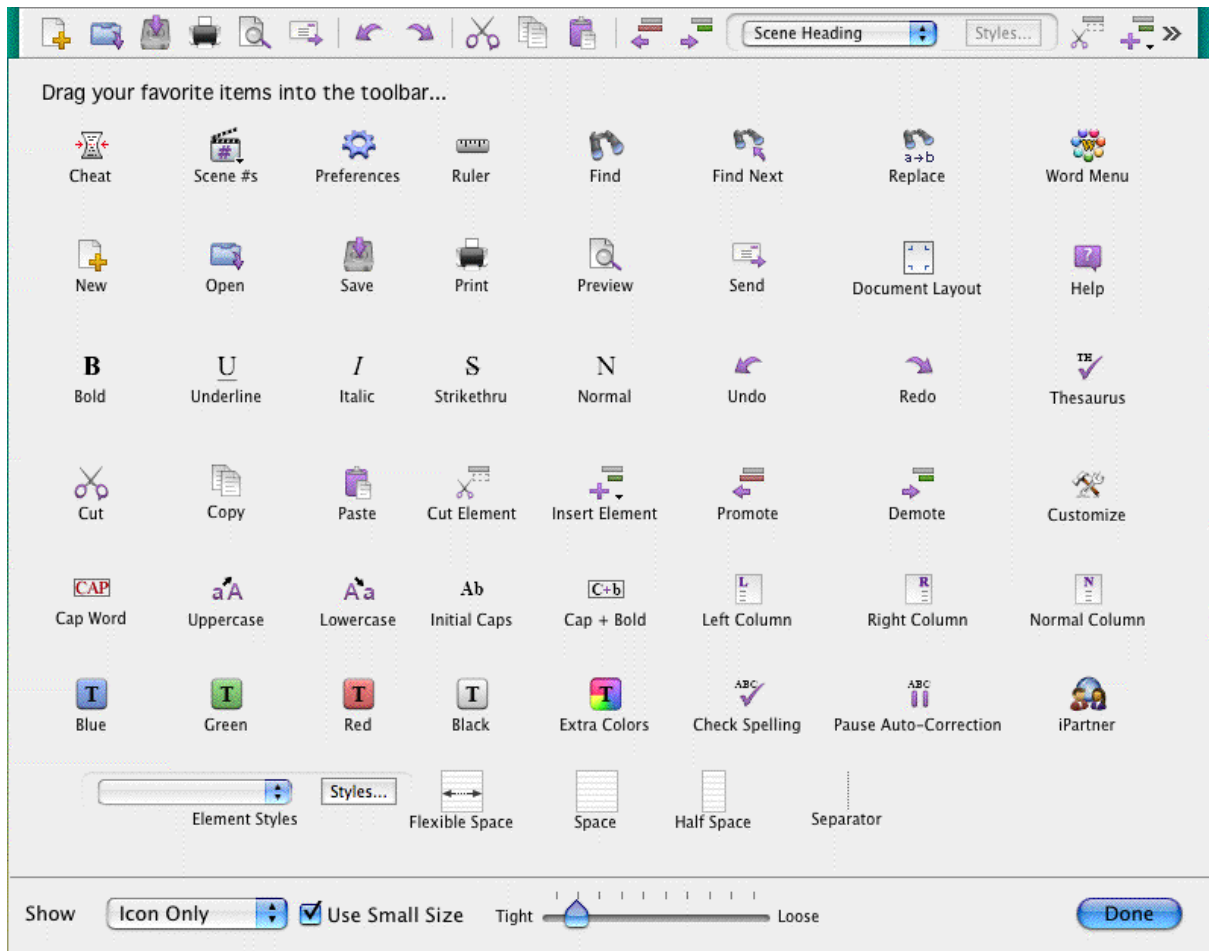 Scene Heading Styles...
Drag your favorite items into the toolbar...
Cheat Scene #s Preferences Ruler Find Find Next a→b Replace W Word Menu
New Open Save Print Preview Send Document Layout ? Help
B U I S N TH
Bold Underline Italic Strikethru Normal Undo Redo Thesaurus
Cut Copy Paste Cut Element Insert Element Promote Demote Customize
CAP a A A a Ab C+b L R N
Cap Word Uppercase Lowercase Initial Caps Cap + Bold Left Column Right Column Normal Column
T T T T T ABC ABC
Blue Green Red Black Extra Colors Check Spelling Pause Auto-Correction iPartner
Styles...
Element Styles Flexible Space Space Half Space Separator
Show Icon Only Use Small Size Tight Loose Done